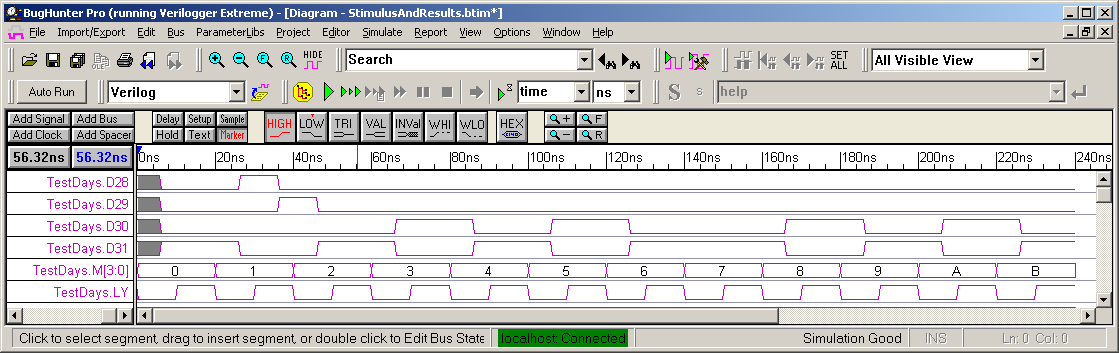 BugHunter Pro (running Verilogger Extreme) - [Diagram - StimulusAndResults.btim*]
File Import/Export Edit Bus ParameterLibs Project Editor Simulate Report View Options Window Help
HIDE Search SET ALL All Visible View
Auto Run Verilog time ns S s help
Add Signal Add Bus Delay Setup Sample HIGH LOW TRI VAL INVal WHI WLO HEX + F
Add Clock Add Spacer Hold Text Marker - R
56.32ns 56.32ns 0ns 20ns 40ns 60ns 80ns 100ns 120ns 140ns 160ns 180ns 200ns 220ns 240ns
TestDays.D28
TestDays.D29
TestDays.D30
TestDays.D31
TestDays.M[3:0] 0 1 2 3 4 5 6 7 8 9 A B
TestDays.LY
Click to select segment, drag to insert segment, or double click to Edit Bus State localhost: Connected Simulation Good INS Ln: 0 Col: 0